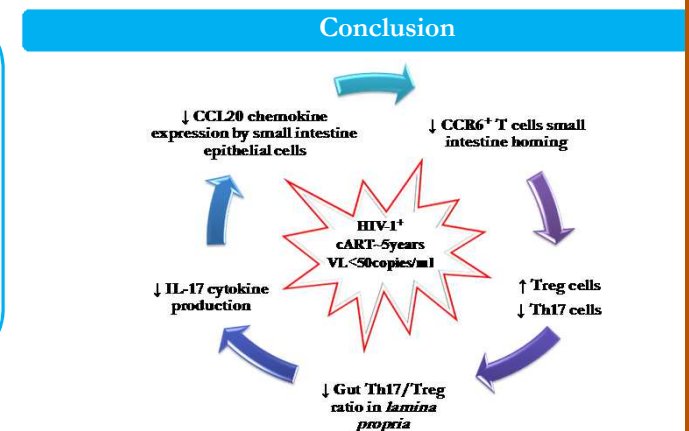 Conclusion
↓ CCL20 chemokine
expression by small intestine
epithelial cells
↓ CCR6+ T cells small
intestine homing
HIV-1+
cART~5years
VL<50copies/ml
↑ Treg cells
↓ Th17 cells
↓ IL-17 cytokine
production
↓ Gut Th17/Treg
ratio in lamina
propria